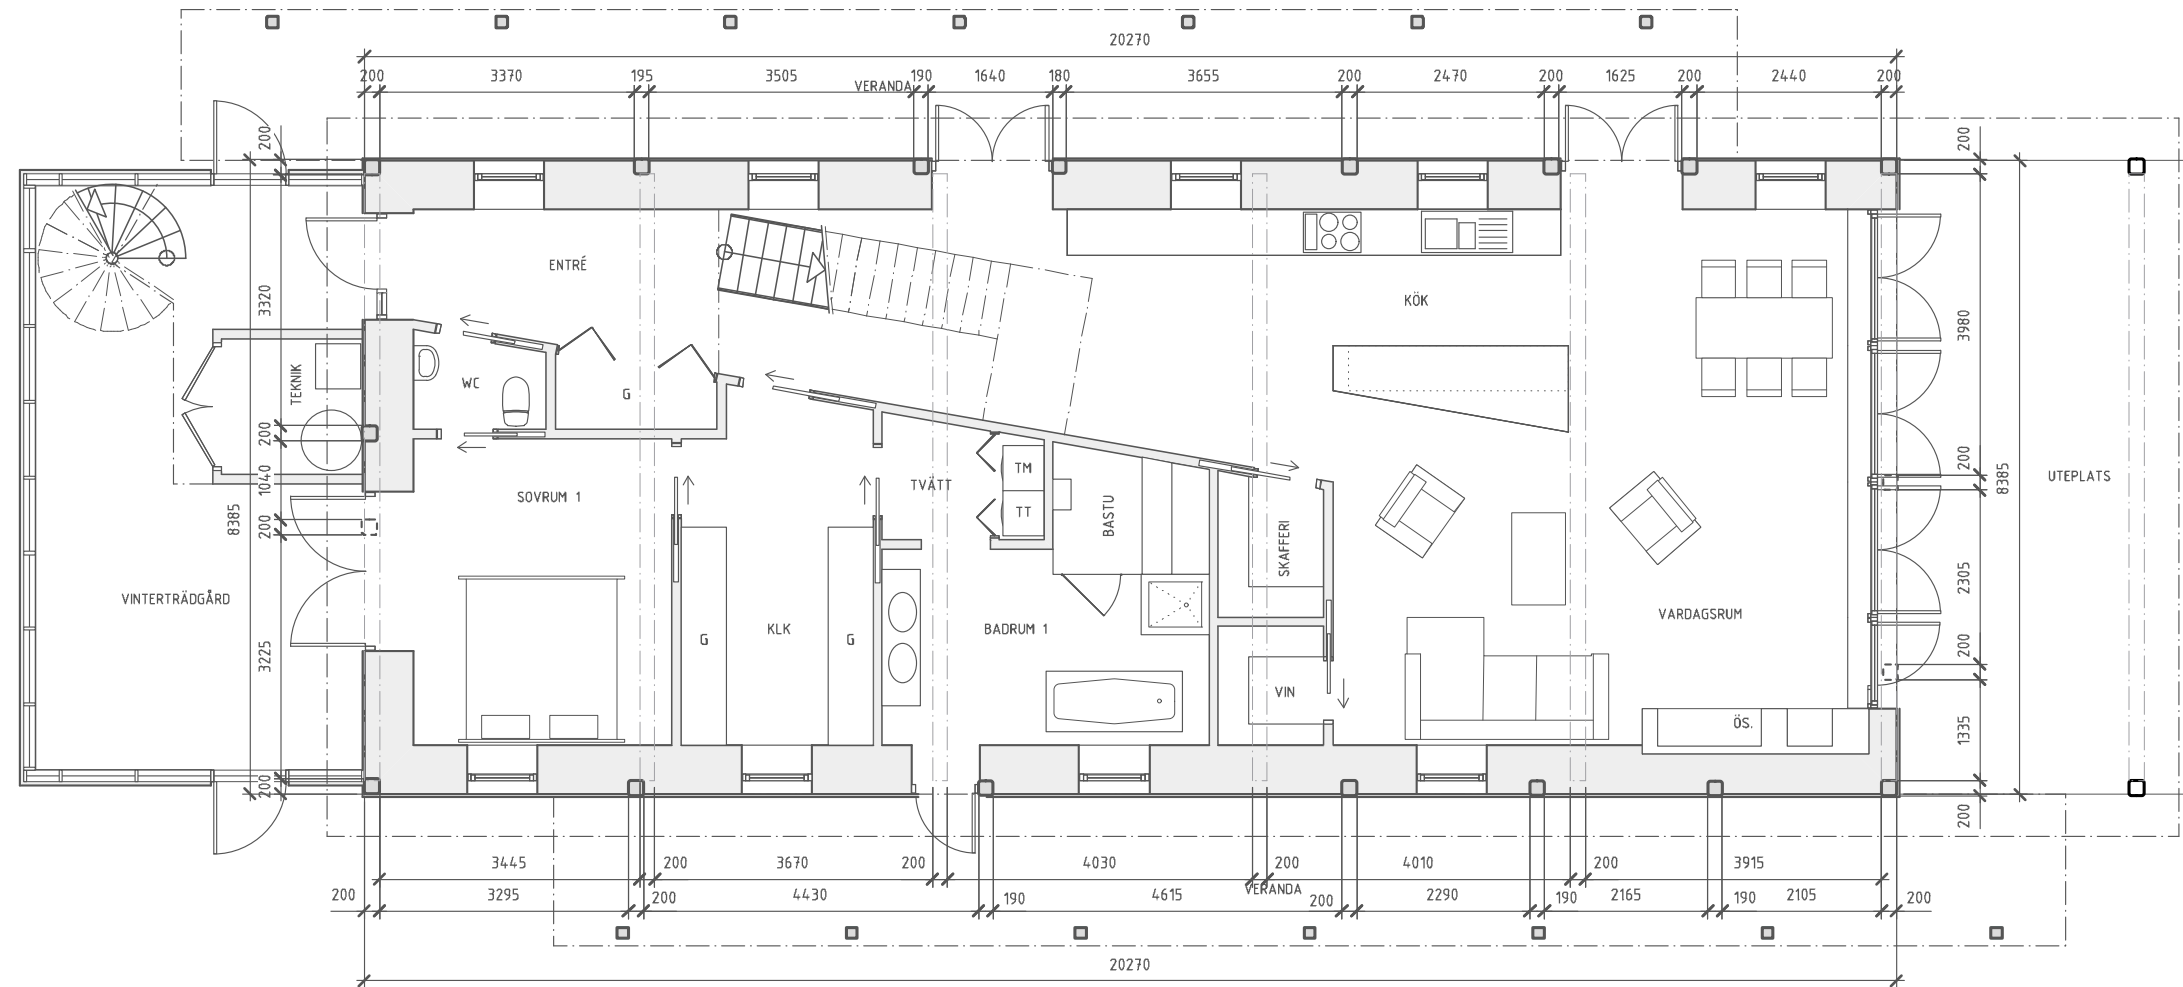 20270
200 3370 195 3505 190 1640 180 3655 200 2470 200 1625 200 2440 200
VERANDA
200
200
ENTRÉ
3320
KÖK
3980
TEKNIK
WC
G
200
1040
200
8385
SOVRUM 1
TVÄTT
TM
TT
BASTU
SKAFFERI
200
8385
UTEPLATS
VINTERTRÄDGÅRD
2305
VARDAGSRUM
G
KLK
G
BADRUM 1
3225
200
VIN
ÖS.
1335
200
200
3445 200 3670 200 4030 200 4010 200 3915
VERANDA
200 3295 200 4430 190 4615 200 2290 190 2165 190 2105 200
20270